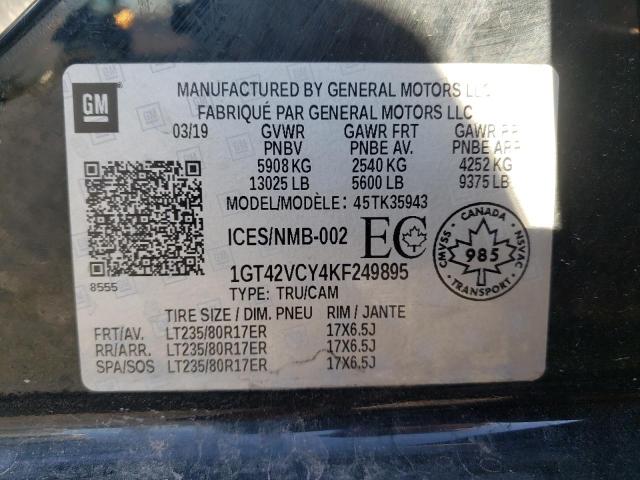 GM
MANUFACTURED BY GENERAL MOTORS LLC
FABRIQUÉ PAR GENERAL MOTORS LLC
03/19 GVWR GAWR FRT GAWR RR
PNBV PNBE AV. PNBE ARR
5908 KG 2540 KG 4252 KG
13025 LB 5600 LB 9375 LB
MODEL/MODÈLE: 45TK35943
ICES/NMB-002 EC
CANADA
CMVSS 985 NSVAC
TRANSPORT
8555
1GT42VCY4KF249895
TYPE: TRU/CAM
TIRE SIZE / DIM. PNEU RIM / JANTE
FRT/AV. LT235/80R17ER 17X6.5J
RR/ARR. LT235/80R17ER 17X6.5J
SPA/SOS LT235/80R17ER 17X6.5J